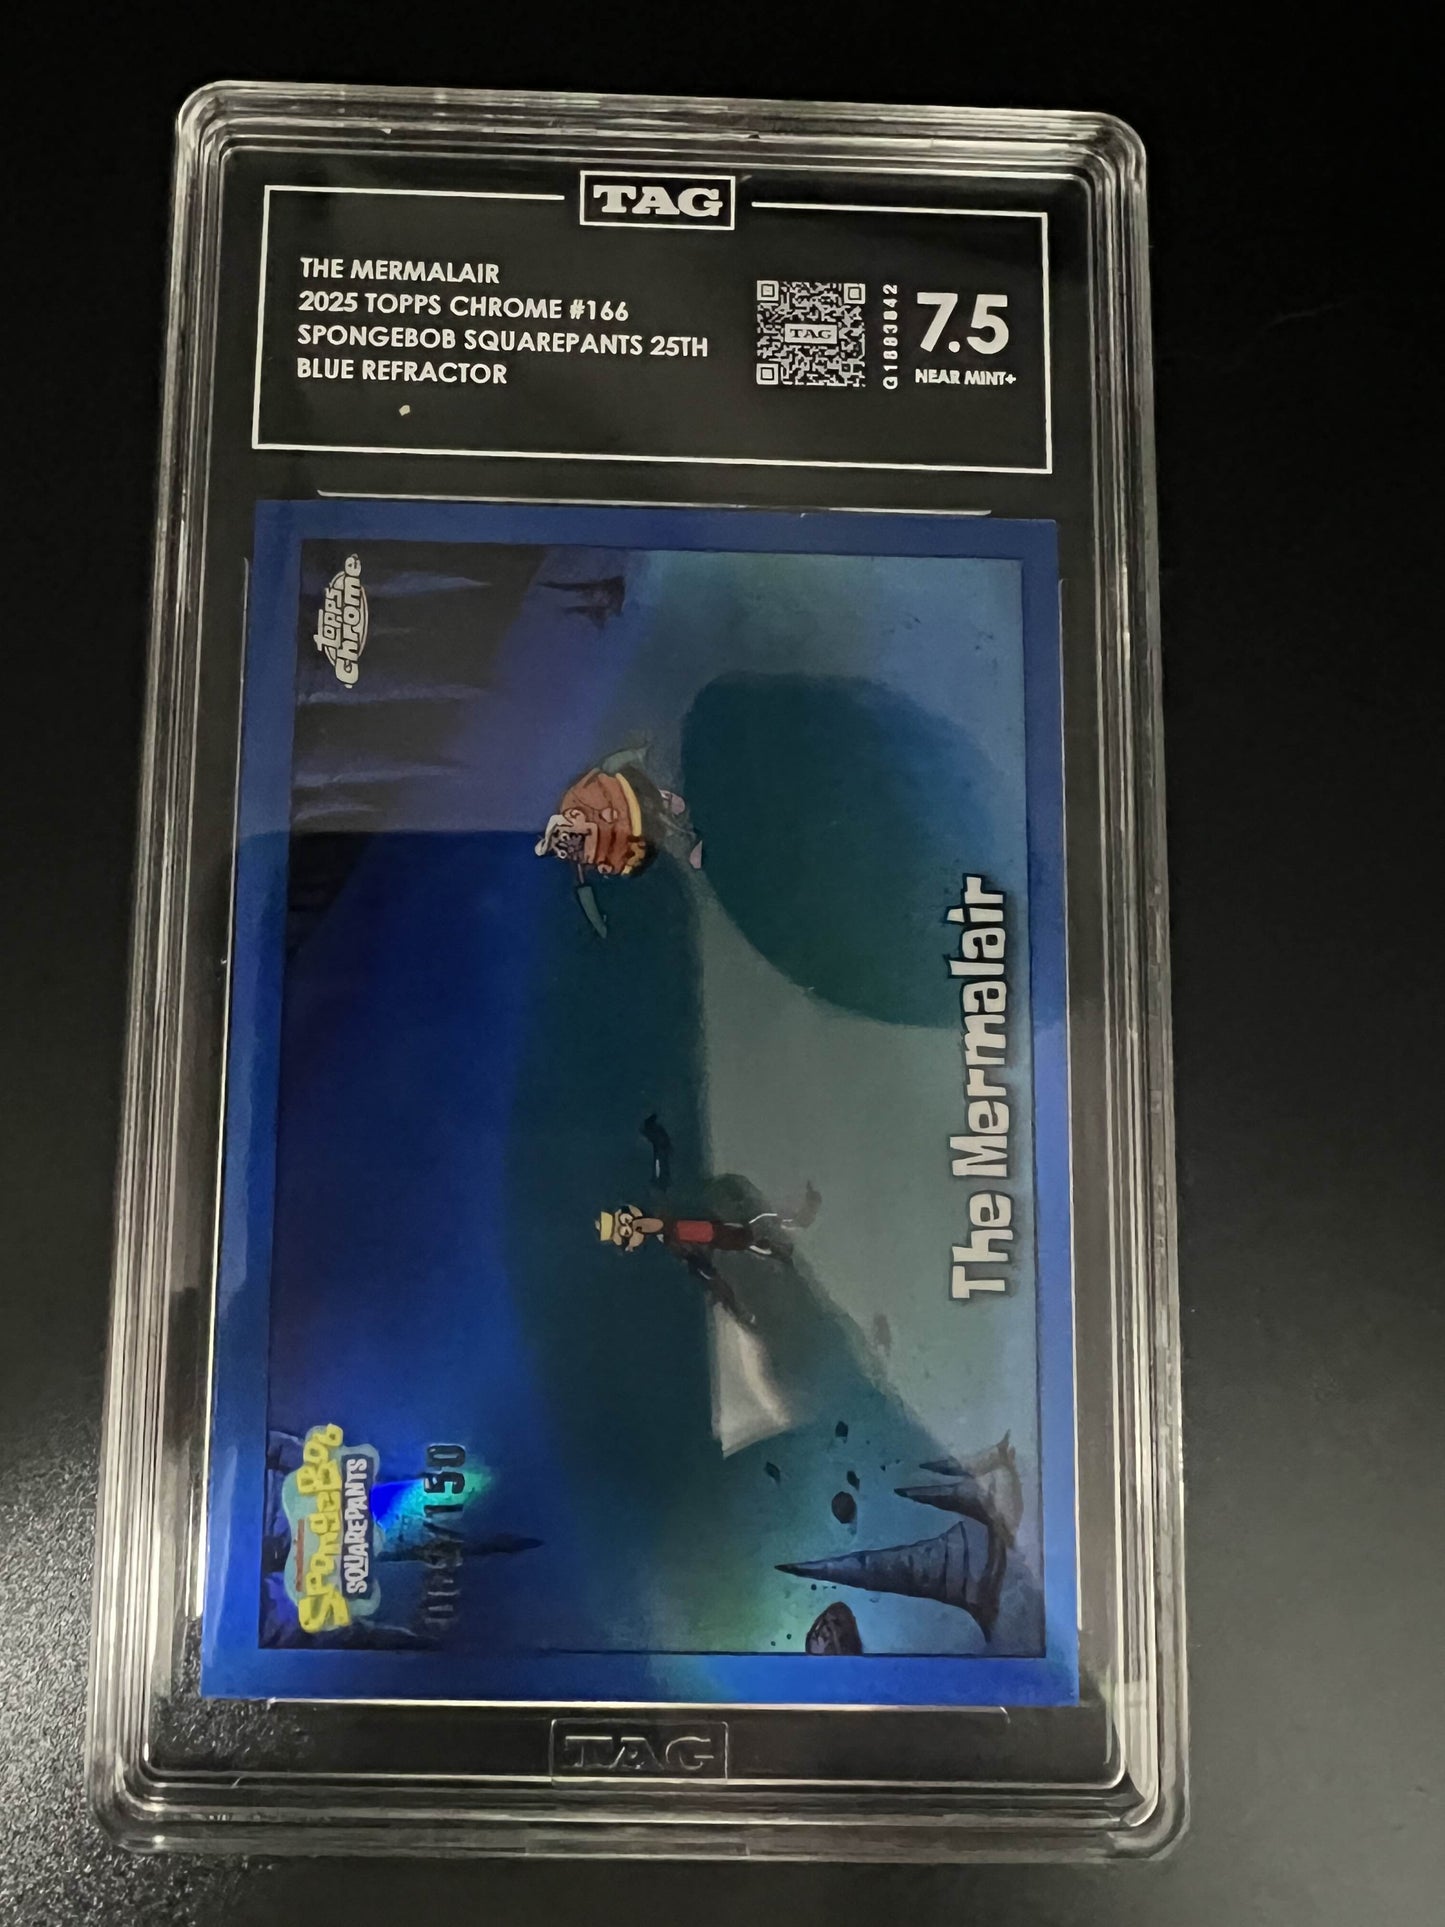 TAG
THE MERMALAIR
2025 TOPPS CHROME #166
SPONGEBOB SQUAREPANTS 25TH
BLUE REFRACTOR
TAG
Q1883842
7.5
NEAR MINT+
topps
chrome
The Mermalair
SPONGEBOB
SQUAREPANTS
/150
TAG